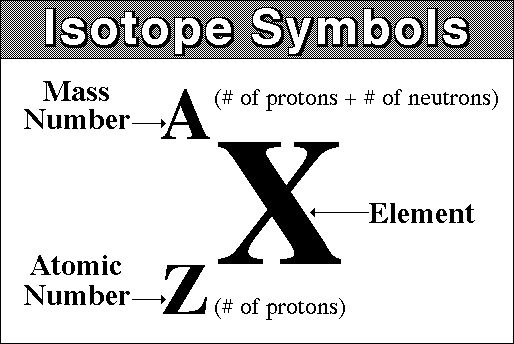 Isotope Symbols
Mass
Number
A
(# of protons + # of neutrons)
X
Element
Atomic
Number
Z
(# of protons)